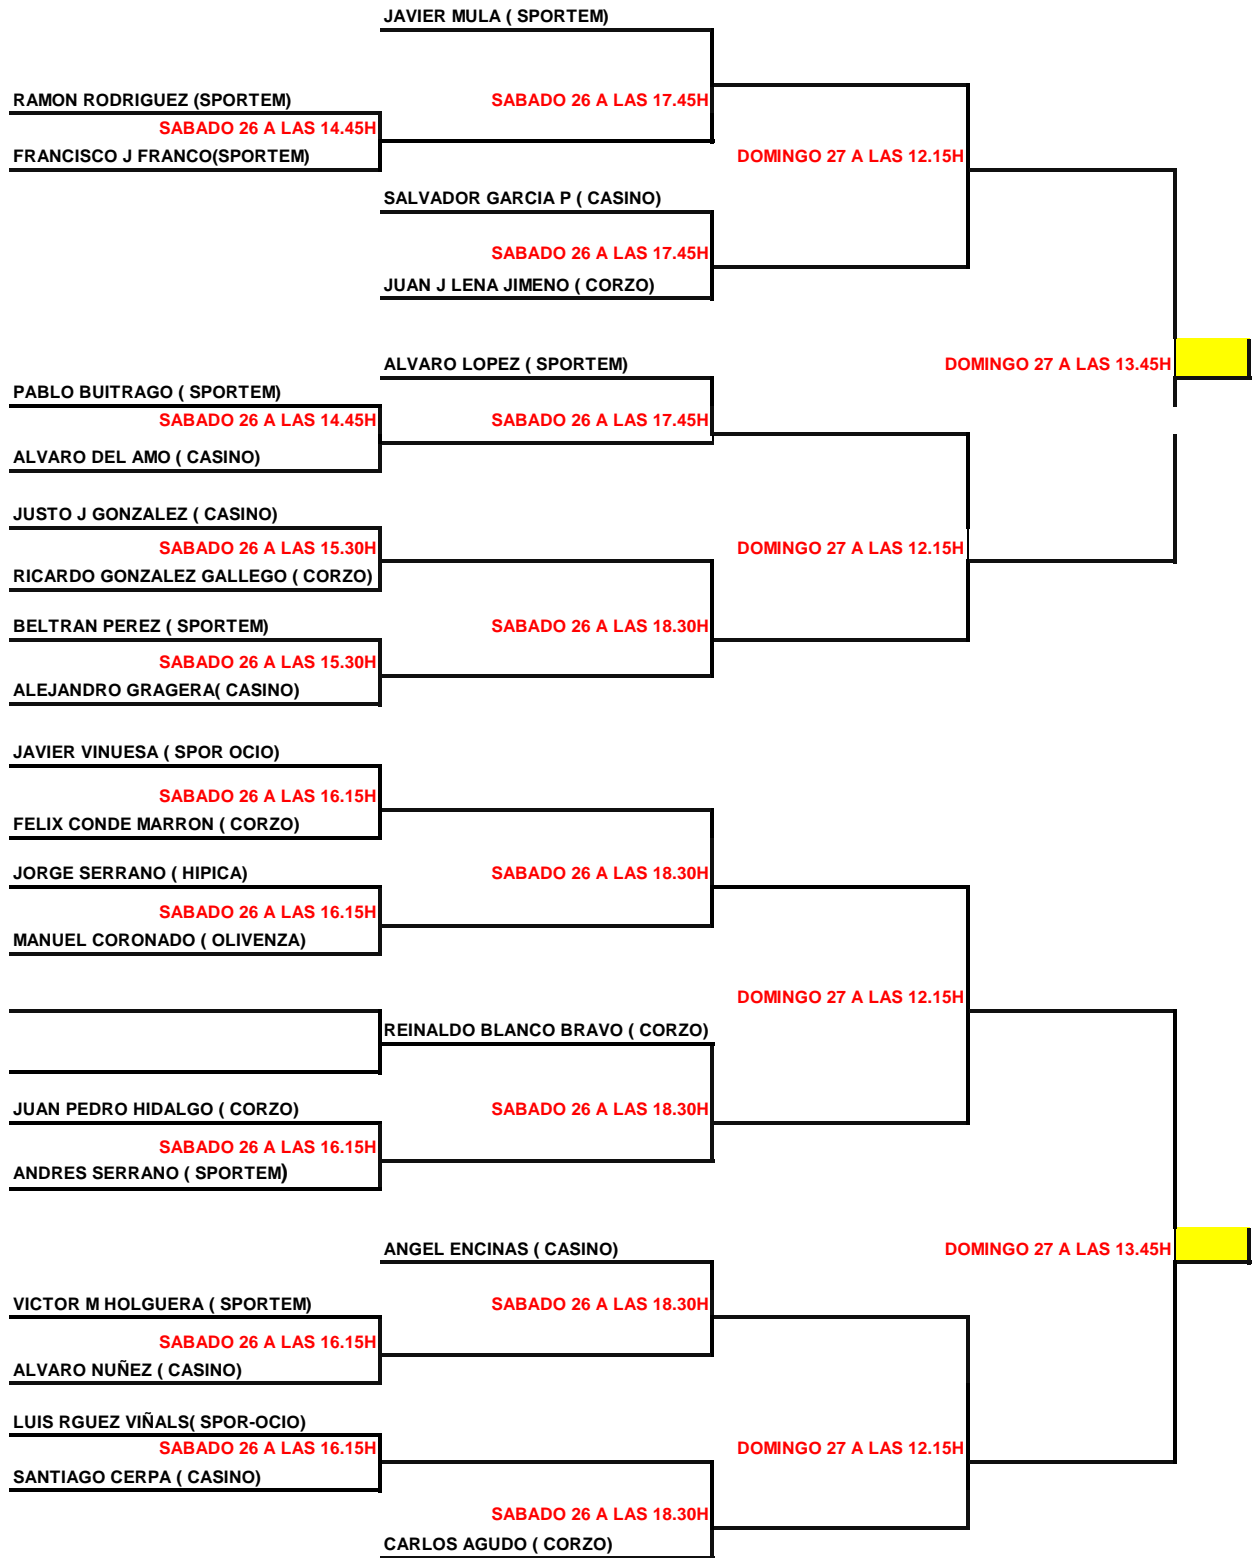 JAVIER MULA ( SPORTEM)
RAMON RODRIGUEZ (SPORTEM)
SABADO 26 A LAS 17.45H
SABADO 26 A LAS 14.45H
FRANCISCO J FRANCO(SPORTEM)
DOMINGO 27 A LAS 12.15H
SALVADOR GARCIA P ( CASINO)
SABADO 26 A LAS 17.45H
JUAN J LENA JIMENO ( CORZO)
ALVARO LOPEZ ( SPORTEM)
DOMINGO 27 A LAS 13.45H
PABLO BUITRAGO ( SPORTEM)
SABADO 26 A LAS 14.45H
SABADO 26 A LAS 17.45H
ALVARO DEL AMO ( CASINO)
JUSTO J GONZALEZ ( CASINO)
SABADO 26 A LAS 15.30H
DOMINGO 27 A LAS 12.15H
RICARDO GONZALEZ GALLEGO ( CORZO)
BELTRAN PEREZ ( SPORTEM)
SABADO 26 A LAS 18.30H
SABADO 26 A LAS 15.30H
ALEJANDRO GRAGERA( CASINO)
JAVIER VINUESA ( SPOR OCIO)
SABADO 26 A LAS 16.15H
FELIX CONDE MARRON ( CORZO)
JORGE SERRANO ( HIPICA)
SABADO 26 A LAS 18.30H
SABADO 26 A LAS 16.15H
MANUEL CORONADO ( OLIVENZA)
DOMINGO 27 A LAS 12.15H
REINALDO BLANCO BRAVO ( CORZO)
JUAN PEDRO HIDALGO ( CORZO)
SABADO 26 A LAS 18.30H
SABADO 26 A LAS 16.15H
ANDRES SERRANO ( SPORTEM)
ANGEL ENCINAS ( CASINO)
DOMINGO 27 A LAS 13.45H
VICTOR M HOLGUERA ( SPORTEM)
SABADO 26 A LAS 18.30H
SABADO 26 A LAS 16.15H
ALVARO NUÑEZ ( CASINO)
LUIS RGUEZ VIÑALS( SPOR-OCIO)
SABADO 26 A LAS 16.15H
DOMINGO 27 A LAS 12.15H
SANTIAGO CERPA ( CASINO)
SABADO 26 A LAS 18.30H
CARLOS AGUDO ( CORZO)